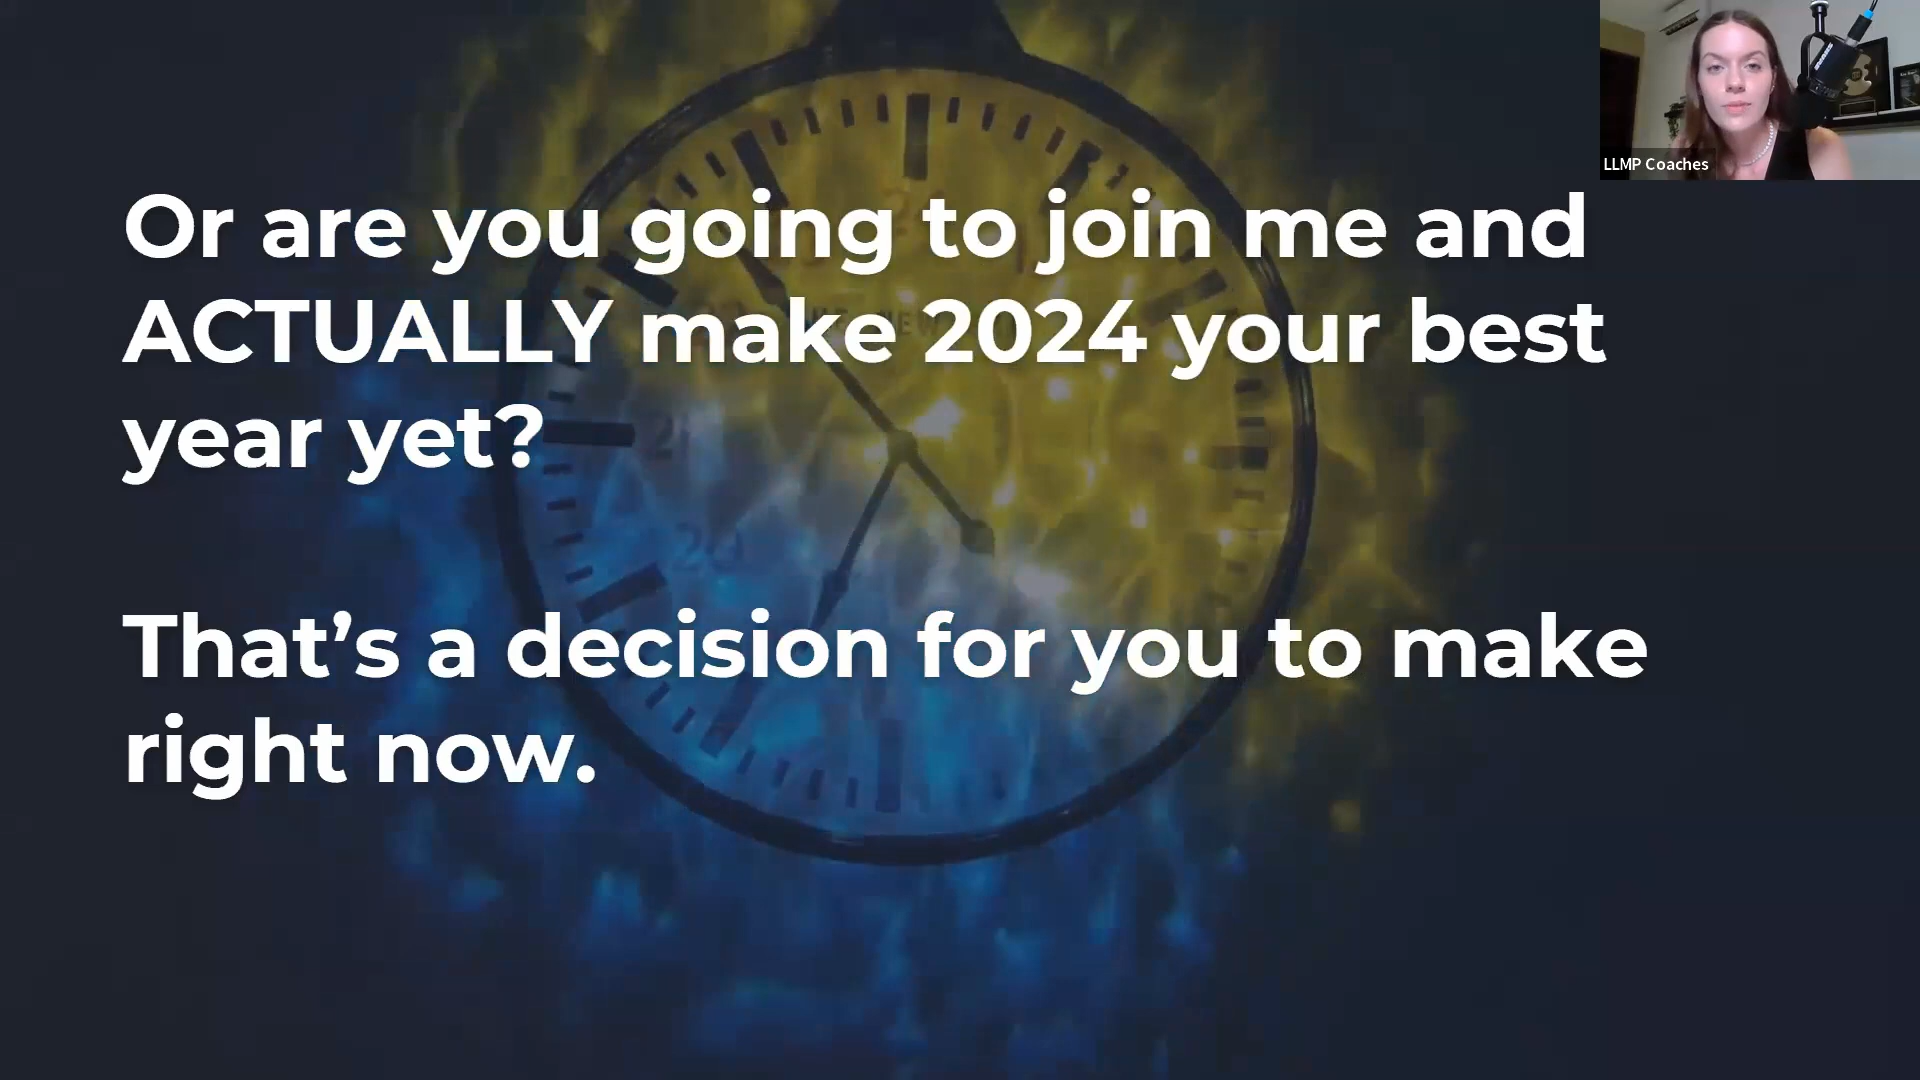 LLMP Coaches
Or are you going to join me and
ACTUALLY make 2024 your best
year yet?
That’s a decision for you to make
right now.